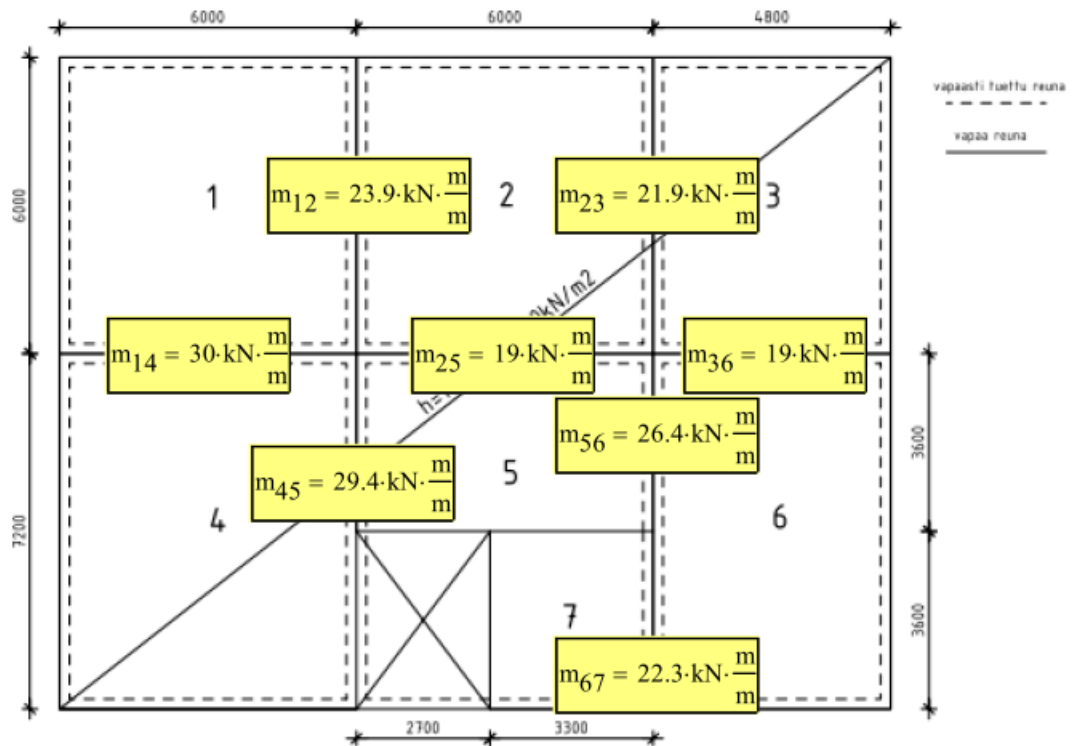 6000 6000 4800
vapaasti tuettu reuna
vapaa reuna
6000
1
m12 = 23.9·kN·m/m
2
m23 = 21.9·kN·m/m
3
kN/m2
m14 = 30·kN·m/m
m25 = 19·kN·m/m
m36 = 19·kN·m/m
h=
m56 = 26.4·kN·m/m
3600
m45 = 29.4·kN·m/m
5
4
6
7200
7
3600
m67 = 22.3·kN·m/m
2700 3300